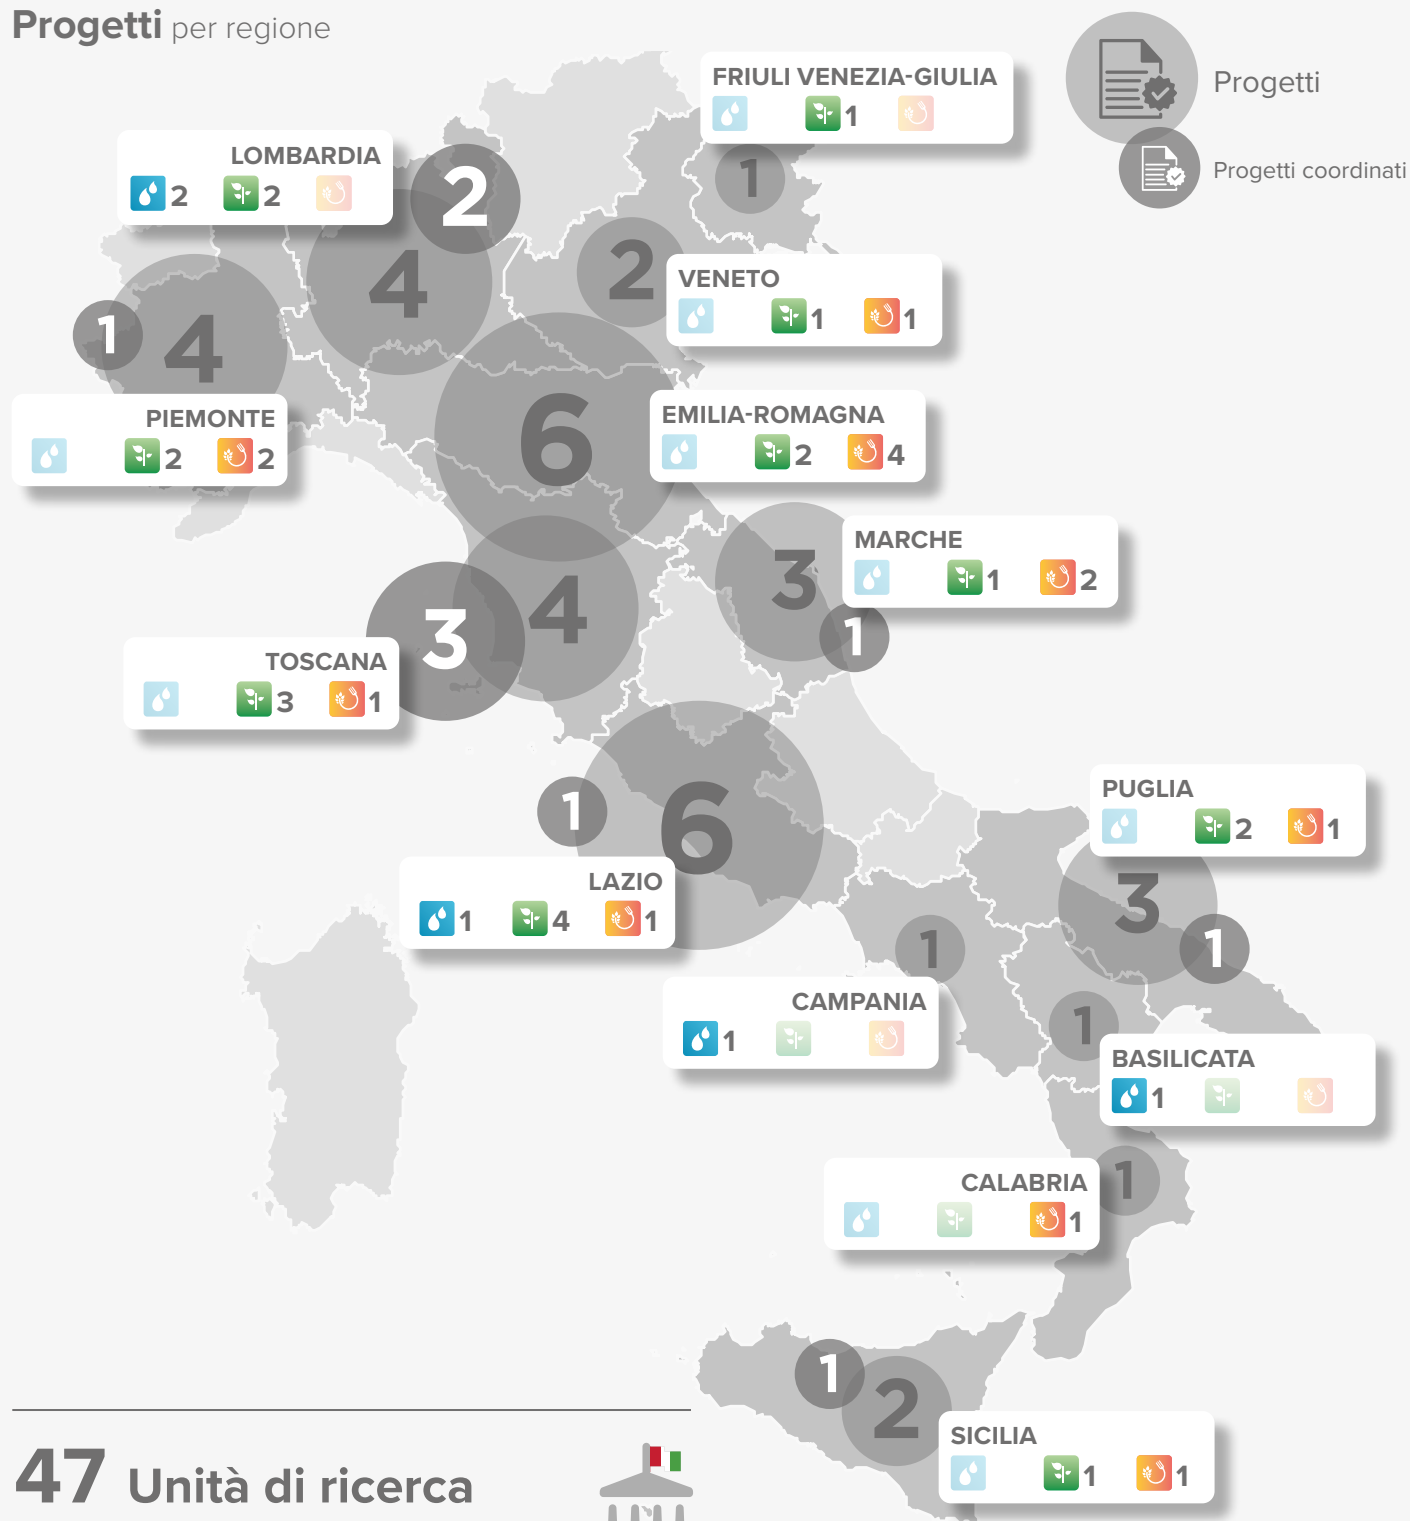 Progetti per regione
Progetti
Progetti coordinati
FRIULI VENEZIA-GIULIA
1
1
LOMBARDIA
2 2
2
4
2
VENETO
1 1
1
4
PIEMONTE
2 2
6
EMILIA-ROMAGNA
2 4
3
MARCHE
1 2
1
4
3
TOSCANA
3 1
1
6
LAZIO
1 4 1
PUGLIA
2 1
3
1
1
CAMPANIA
1
1
BASILICATA
1
1
CALABRIA
1
1
2
SICILIA
1 1
47 Unità di ricerca